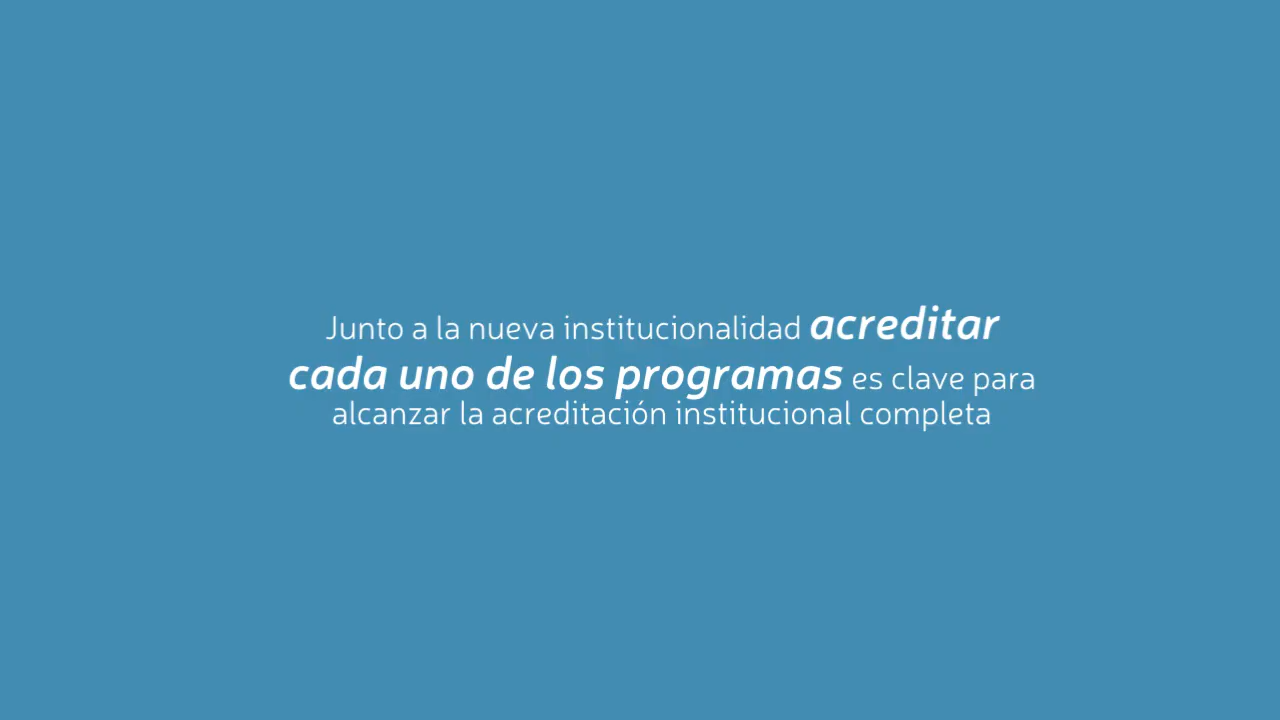 Junto a la nueva institucionalidad acreditar
cada uno de los programas es clave para
alcanzar la acreditación institucional completa